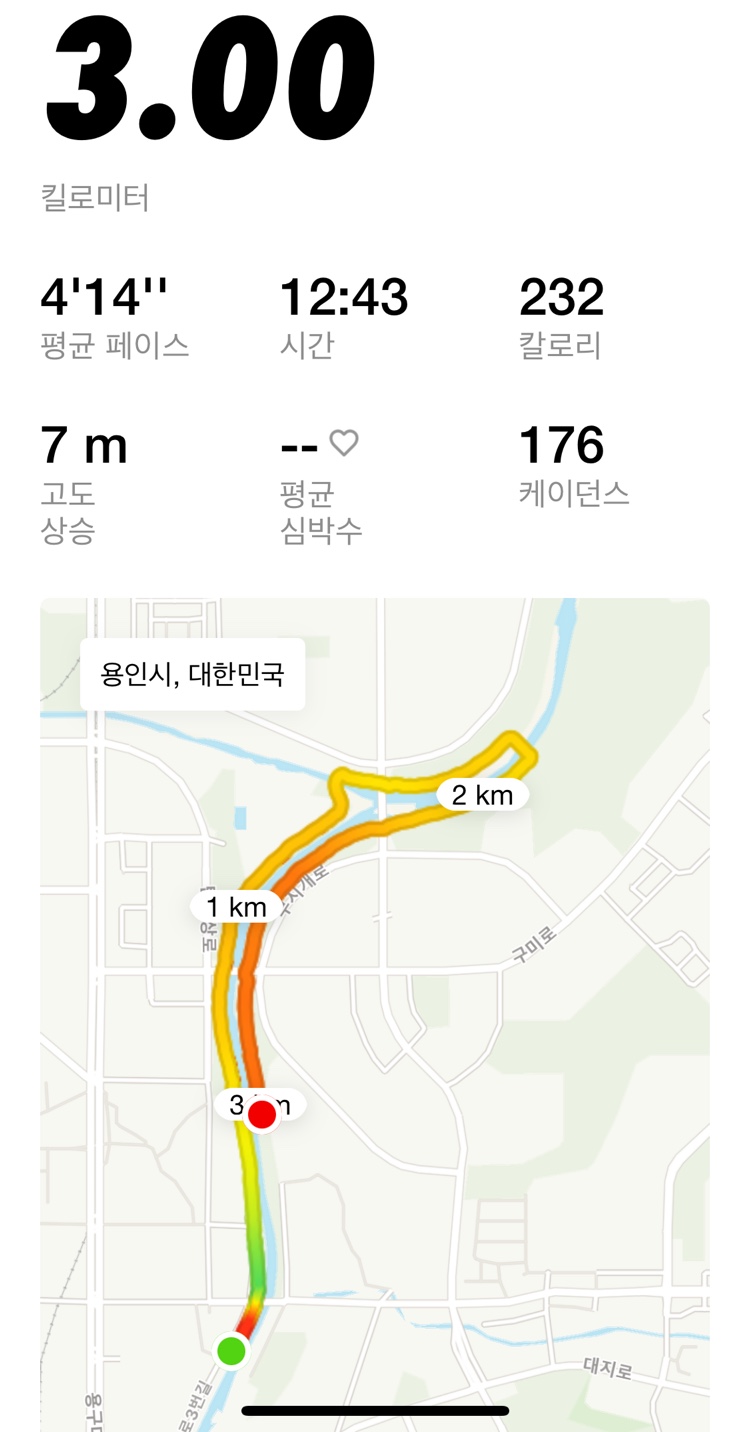 3.00
킬로미터
4'14''
12:43
232
평균 페이스
시간
칼로리
7 m
--
176
고도
상승
평균
심박수
케이던스
용인시, 대한민국
2 km
1 km
구미로
3
대지로
로3번길